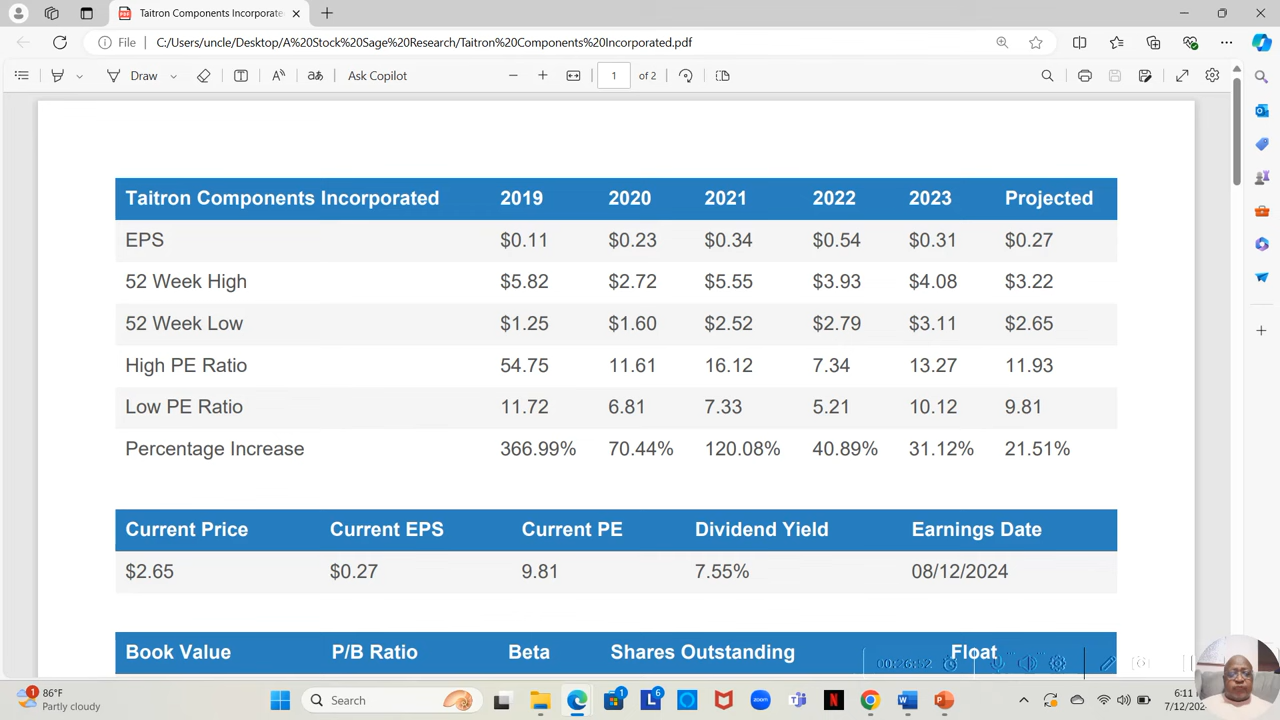 Taitron Components Incorporate
File C:/Users/uncle/Desktop/A%20Stock%20Sage%20Research/Taitron%20Components%20Incorporated.pdf
Draw Ask Copilot 1 of 2
Taitron Components Incorporated 2019 2020 2021 2022 2023 Projected
EPS $0.11 $0.23 $0.34 $0.54 $0.31 $0.27
52 Week High $5.82 $2.72 $5.55 $3.93 $4.08 $3.22
52 Week Low $1.25 $1.60 $2.52 $2.79 $3.11 $2.65
High PE Ratio 54.75 11.61 16.12 7.34 13.27 11.93
Low PE Ratio 11.72 6.81 7.33 5.21 10.12 9.81
Percentage Increase 366.99% 70.44% 120.08% 40.89% 31.12% 21.51%
Current Price Current EPS Current PE Dividend Yield Earnings Date
$2.65 $0.27 9.81 7.55% 08/12/2024
Book Value P/B Ratio Beta Shares Outstanding Float
00:26:52
86°F
Partly cloudy
Search
6:11
7/12/